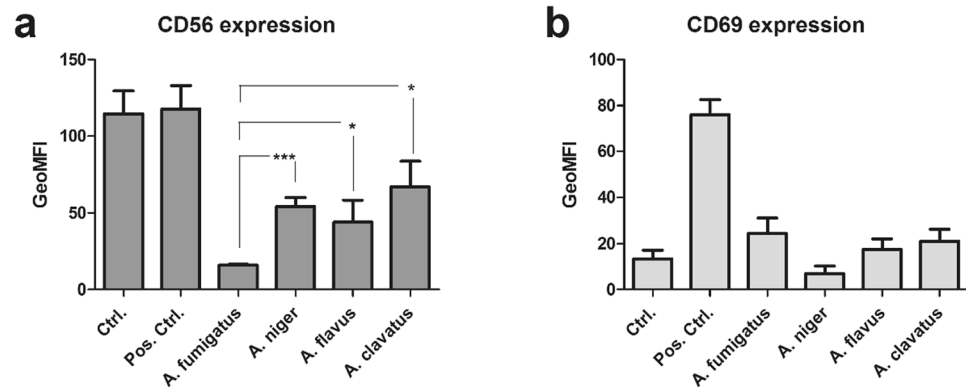 a
CD56 expression
GeoMFI
150
100
50
0
*
*
***
Ctrl.
Pos. Ctrl.
A. fumigatus
A. niger
A. flavus
A. clavatus
b
CD69 expression
GeoMFI
100
80
60
40
20
0
Ctrl.
Pos. Ctrl.
A. fumigatus
A. niger
A. flavus
A. clavatus